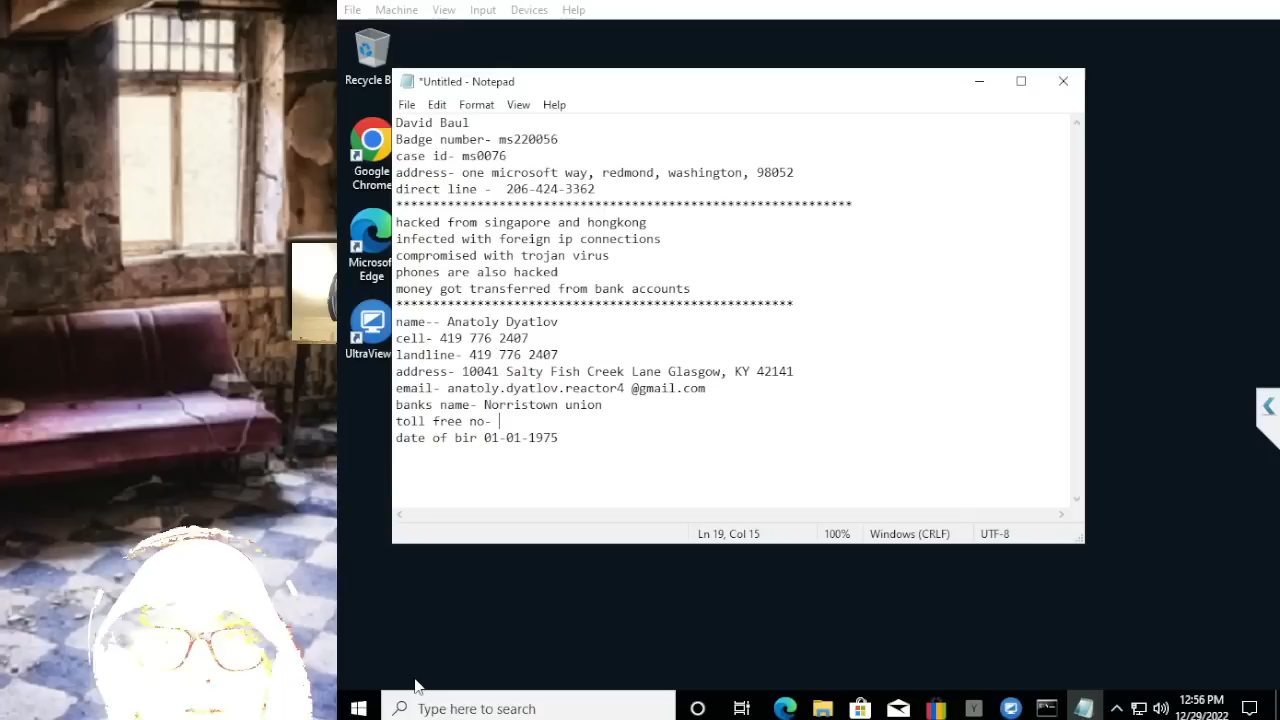 File Machine View Input Devices Help
Recycle B
*Untitled - Notepad
File Edit Format View Help
David Baul
Badge number- ms220056
case id- ms0076
address- one microsoft way, redmond, washington, 98052
direct line -  206-424-3362
**************************************************************
hacked from singapore and hongkong
infected with foreign ip connections
compromised with trojan virus
phones are also hacked
money got transferred from bank accounts
******************************************************
name-- Anatoly Dyatlov
cell- 419 776 2407
landline- 419 776 2407
address- 10041 Salty Fish Creek Lane Glasgow, KY 42141
email- anatoly.dyatlov.reactor4 @gmail.com
banks name- Norristown union
toll free no-
date of bir 01-01-1975
Google
Chrome
Microsof
Edge
UltraView
Ln 19, Col 15 100% Windows (CRLF) UTF-8
Type here to search
12:56 PM
12/29/2022